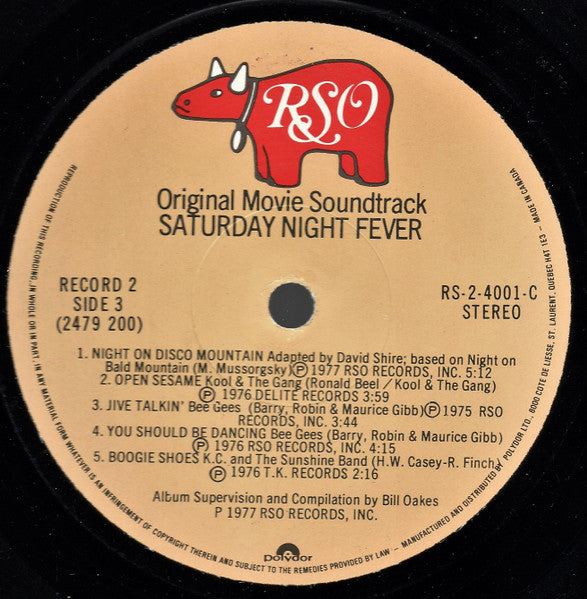 RSO
Original Movie Soundtrack
SATURDAY NIGHT FEVER
RECORD 2
SIDE 3
(2479 200)
RS-2-4001-C
STEREO
1. NIGHT ON DISCO MOUNTAIN Adapted by David Shire; based on Night on
Bald Mountain (M. Mussorgsky)Ⓟ 1977 RSO RECORDS, INC. 5:12
2. OPEN SESAME Kool & The Gang (Ronald Beel / Kool & The Gang)
Ⓟ 1976 DELITE RECORDS 3:59
3. JIVE TALKIN' Bee Gees (Barry, Robin & Maurice Gibb)Ⓟ 1975 RSO
RECORDS, INC. 3:44
4. YOU SHOULD BE DANCING Bee Gees (Barry, Robin & Maurice Gibb)
Ⓟ 1976 RSO RECORDS, INC. 4:15
5. BOOGIE SHOES K.C. and The Sunshine Band (H.W. Casey-R. Finch)
Ⓟ 1976 T.K. RECORDS 2:16
Album Supervision and Compilation by Bill Oakes
P 1977 RSO RECORDS, INC.
polydor
REPRODUCTION OF THIS RECORDING, IN WHOLE OR IN PART, IN ANY MATERIAL FORM WHATEVER IS AN INFRINGEMENT OF COPYRIGHT THEREIN AND SUBJECT TO THE REMEDIES PROVIDED BY LAW – MANUFACTURED AND DISTRIBUTED BY POLYDOR LTD., 6000 COTE DE LIESSE, ST. LAURENT, QUEBEC H4T 1E3 – MADE IN CANADA